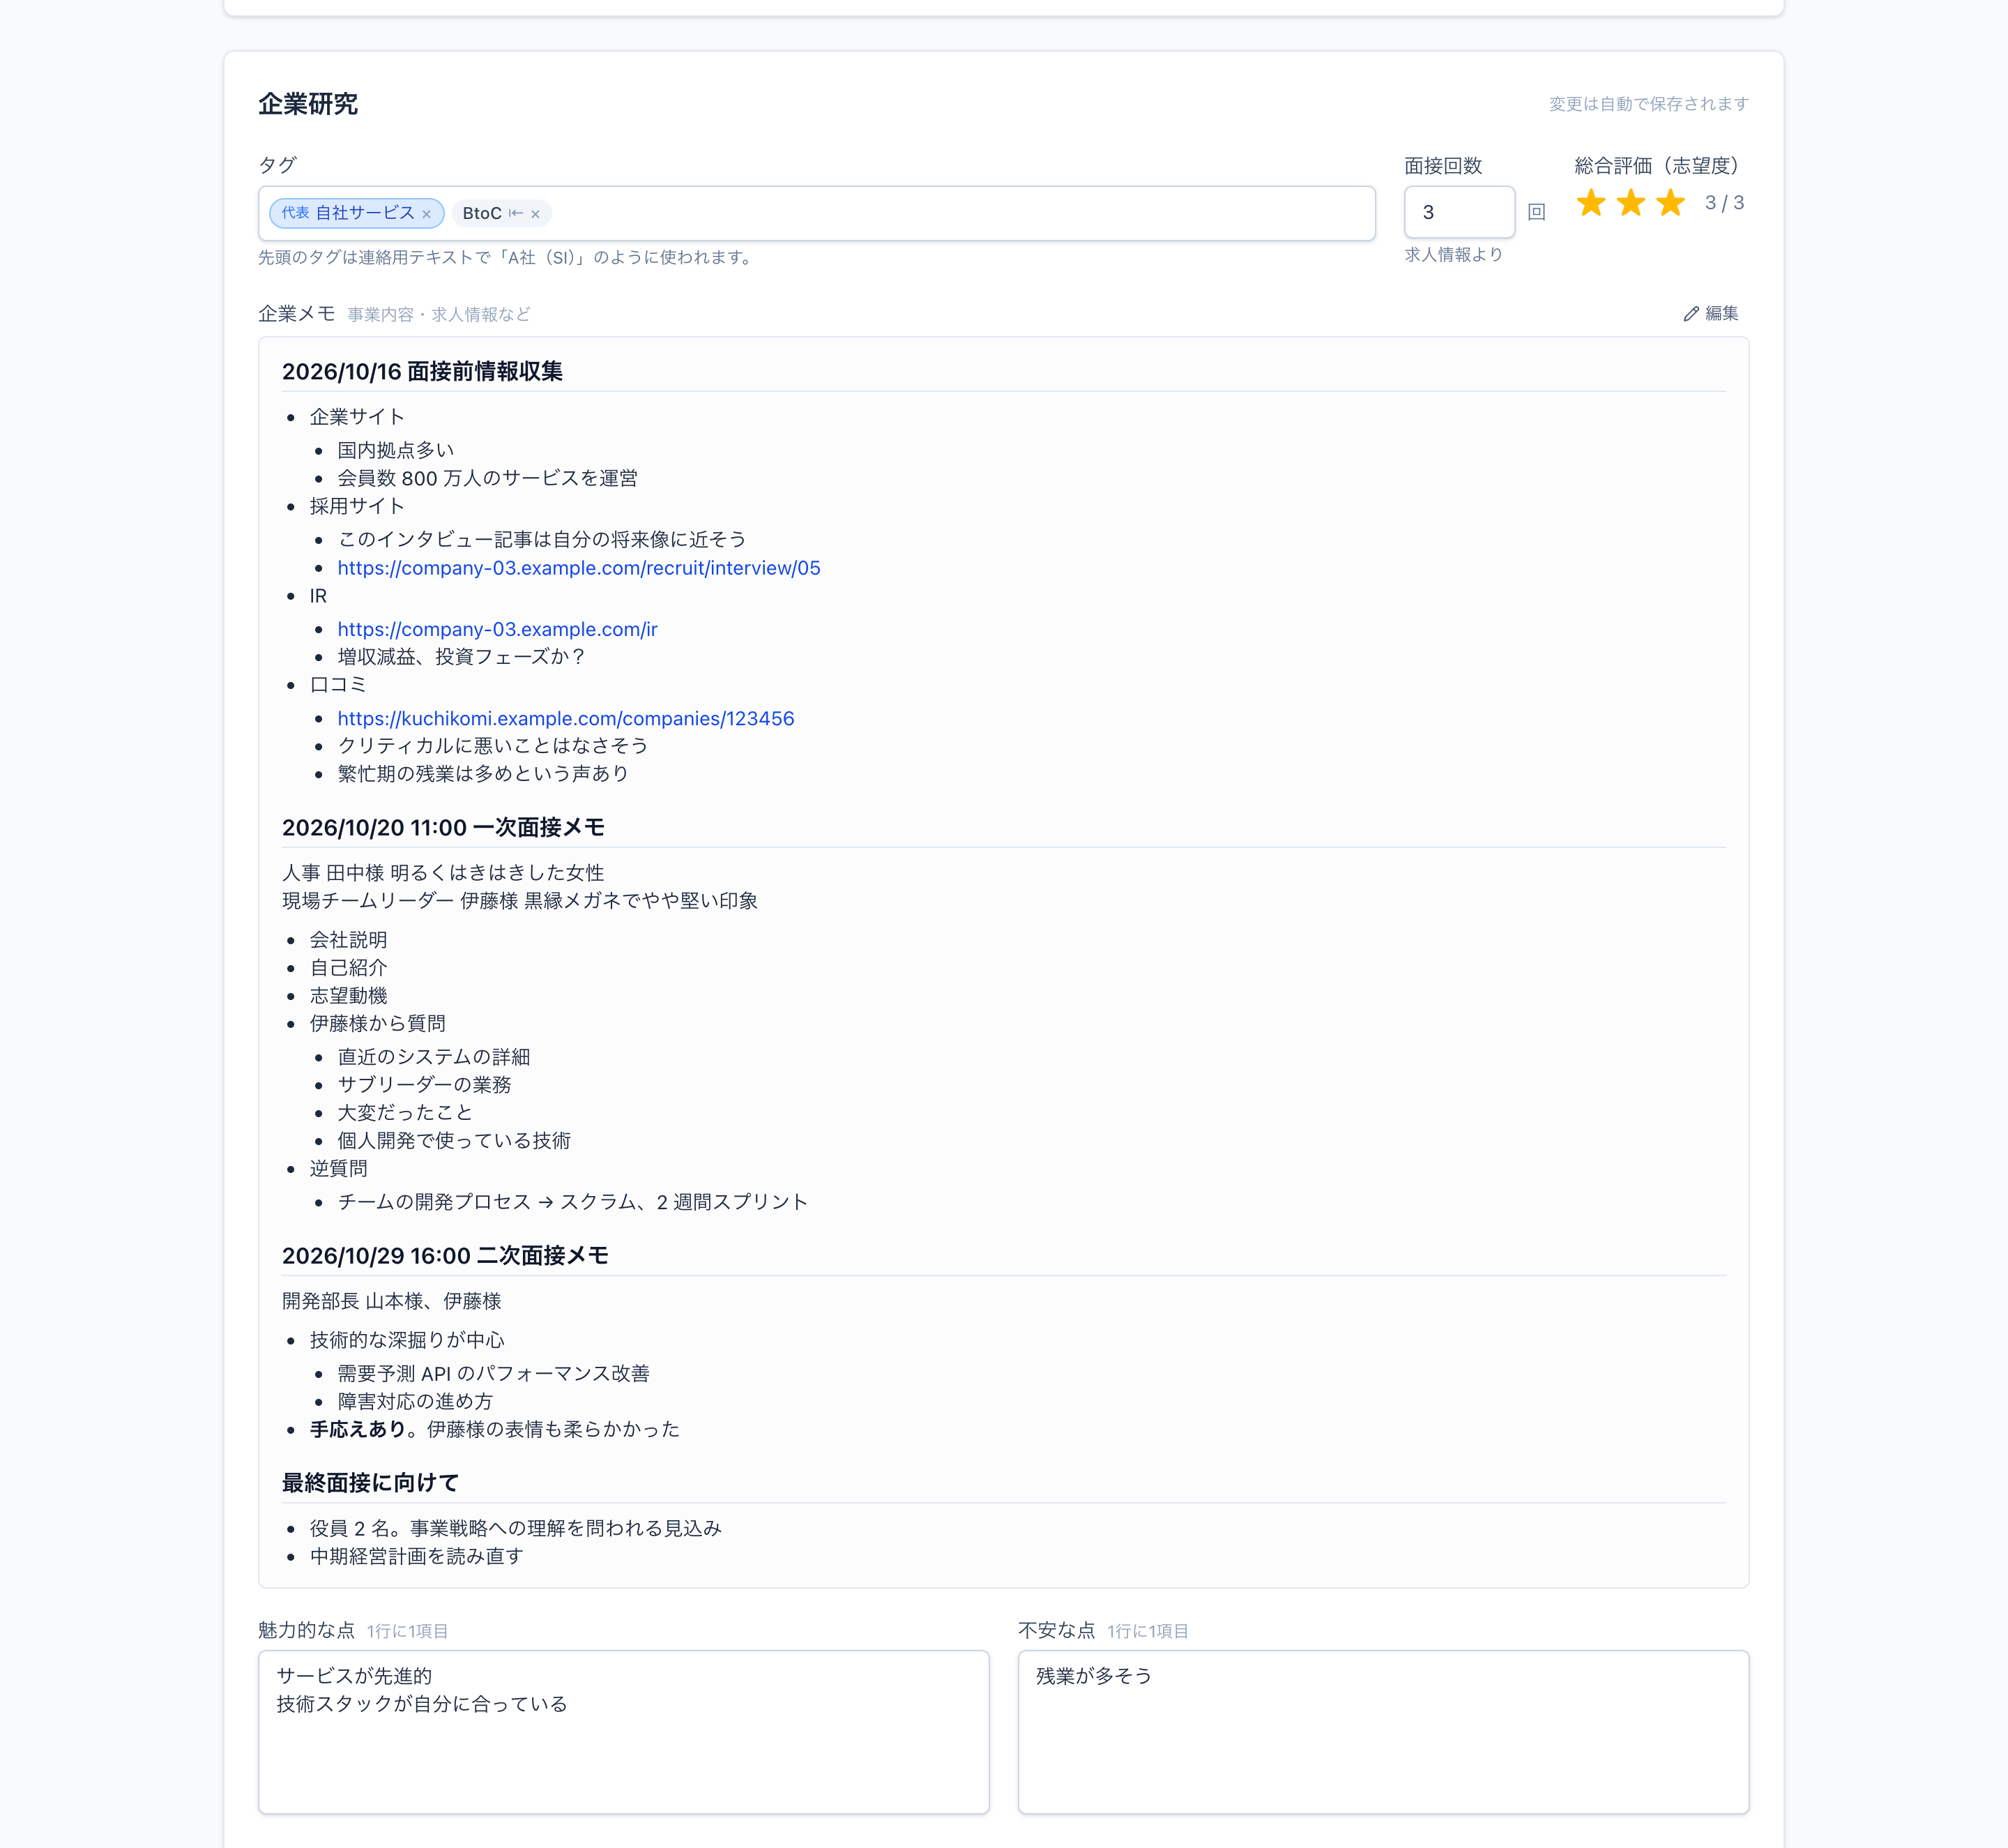 企業研究
変更は自動で保存されます
タグ
代表 自社サービス ×
BtoC ⇤ ×
先頭のタグは連絡用テキストで「A社（SI）」のように使われます。
面接回数
3 回
求人情報より
総合評価（志望度）
★★★ 3 / 3
企業メモ 事業内容・求人情報など
編集
2026/10/16 面接前情報収集
• 企業サイト
• 国内拠点多い
• 会員数 800 万人のサービスを運営
• 採用サイト
• このインタビュー記事は自分の将来像に近そう
• https://company-03.example.com/recruit/interview/05
• IR
• https://company-03.example.com/ir
• 増収減益、投資フェーズか？
• 口コミ
• https://kuchikomi.example.com/companies/123456
• クリティカルに悪いことはなさそう
• 繁忙期の残業は多めという声あり
2026/10/20 11:00 一次面接メモ
人事 田中様 明るくはきはきした女性
現場チームリーダー 伊藤様 黒縁メガネでやや堅い印象
• 会社説明
• 自己紹介
• 志望動機
• 伊藤様から質問
• 直近のシステムの詳細
• サブリーダーの業務
• 大変だったこと
• 個人開発で使っている技術
• 逆質問
• チームの開発プロセス → スクラム、2 週間スプリント
2026/10/29 16:00 二次面接メモ
開発部長 山本様、伊藤様
• 技術的な深掘りが中心
• 需要予測 API のパフォーマンス改善
• 障害対応の進め方
• 手応えあり。伊藤様の表情も柔らかかった
最終面接に向けて
• 役員 2 名。事業戦略への理解を問われる見込み
• 中期経営計画を読み直す
魅力的な点 1行に1項目
サービスが先進的
技術スタックが自分に合っている
不安な点 1行に1項目
残業が多そう